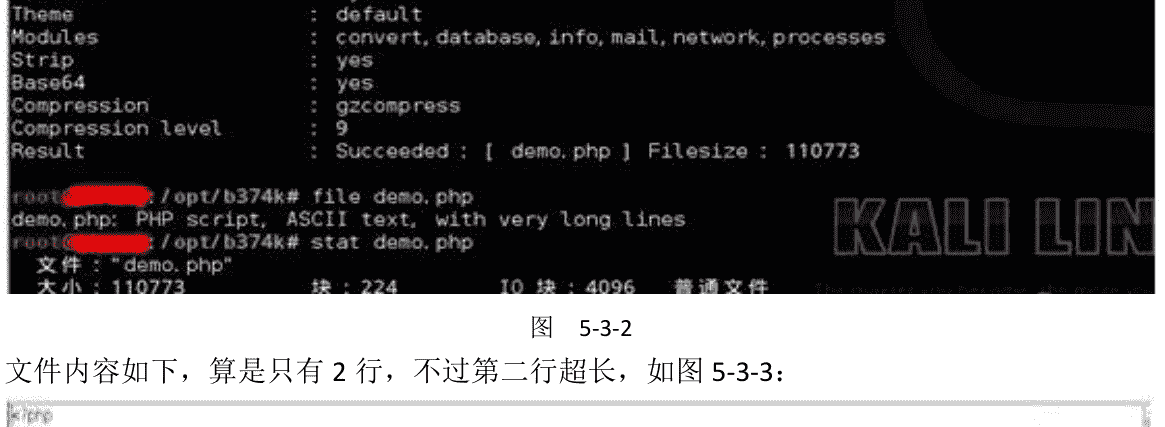 Theme : default
Modules : convert,database,info,mail,network,processes
Strip : yes
Base64 : yes
Compression : gzcompress
Compression level : 9
Result : Succeeded : [ demo.php ] Filesize : 110773
root :/opt/b374k# file demo.php
demo.php: PHP script, ASCII text, with very long lines
root@ :/opt/b374k# stat demo.php
文件："demo.php"
大小：110773 块：224 IO 块：4096 普通文件
KALI LIN
图 5-3-2
文件内容如下，算是只有 2 行，不过第二行超长，如图 5-3-3：